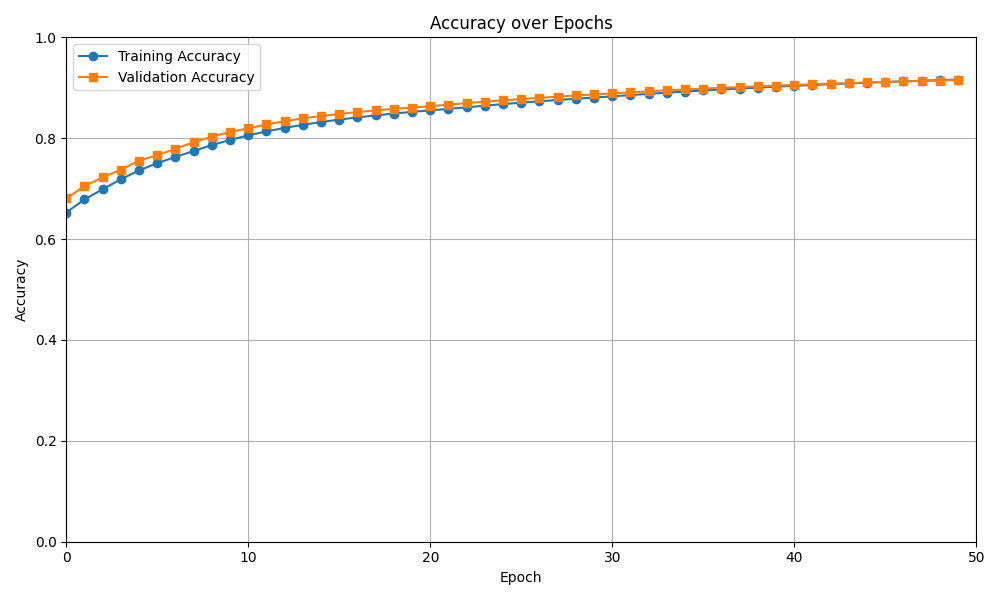 Accuracy over Epochs
Training Accuracy
Validation Accuracy
Accuracy
1.0
0.8
0.6
0.4
0.2
0.0
0 10 20 30 40 50
Epoch